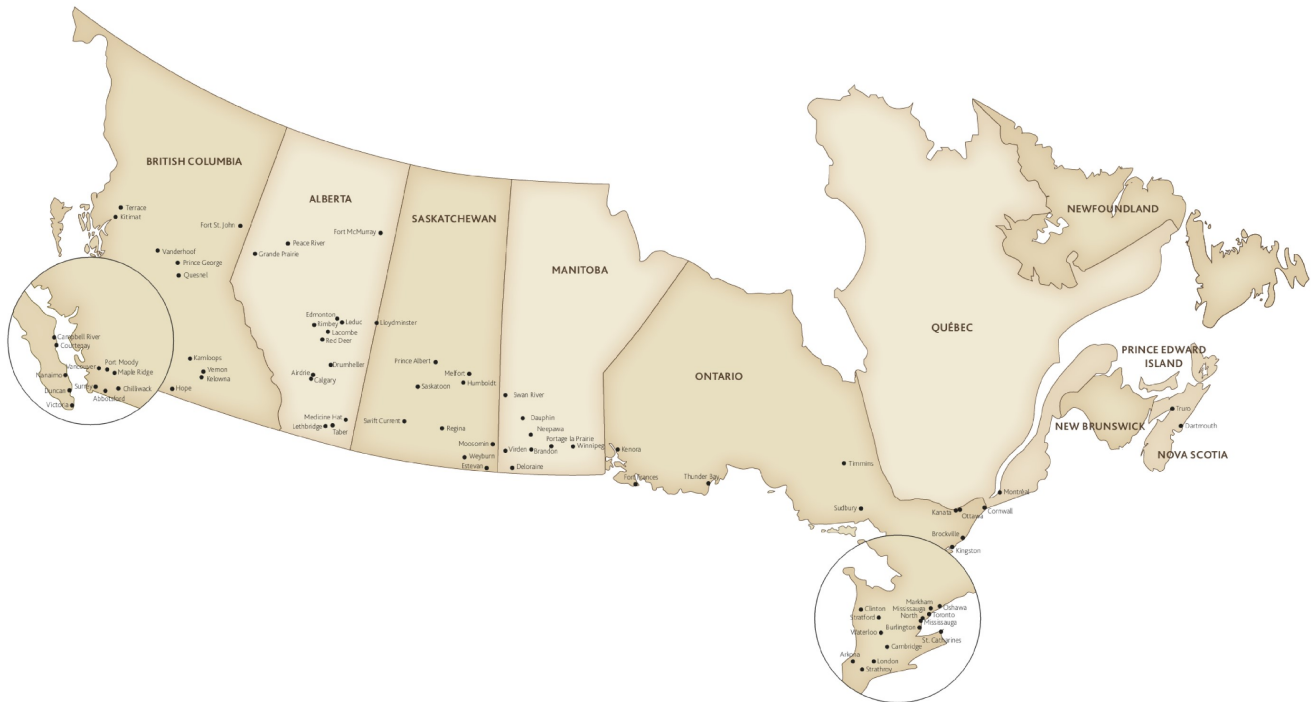 BRITISH COLUMBIA
Terrace
Kitimat
Fort St. John
Vanderhoof
Prince George
Quesnel
Kamloops
Vernon
Kelowna
Hope
Campbell River
Courtenay
Port Moody
Vancouver
Maple Ridge
Nanaimo
Surrey
Chilliwack
Duncan
Abbotsford
Victoria
ALBERTA
Fort McMurray
Peace River
Grande Prairie
Edmonton
Leduc
Rimbey
Lacombe
Red Deer
Drumheller
Airdrie
Calgary
Medicine Hat
Lethbridge
Taber
SASKATCHEWAN
Lloydminster
Prince Albert
Melfort
Humboldt
Saskatoon
Swift Current
Regina
Moosomin
Weyburn
Estevan
MANITOBA
Swan River
Dauphin
Neepawa
Portage la Prairie
Winnipeg
Virden
Brandon
Deloraine
ONTARIO
Kenora
Fort Frances
Thunder Bay
Timmins
Sudbury
Kanata
Ottawa
Cornwall
Brockville
Kingston
Markham
Oshawa
Mississauga
North
Toronto
Mississauga
Clinton
Stratford
Burlington
Waterloo
St. Catharines
Cambridge
Arkona
London
Strathroy
QUÉBEC
Montréal
NEWFOUNDLAND
PRINCE EDWARD
ISLAND
NEW BRUNSWICK
Truro
Dartmouth
NOVA SCOTIA